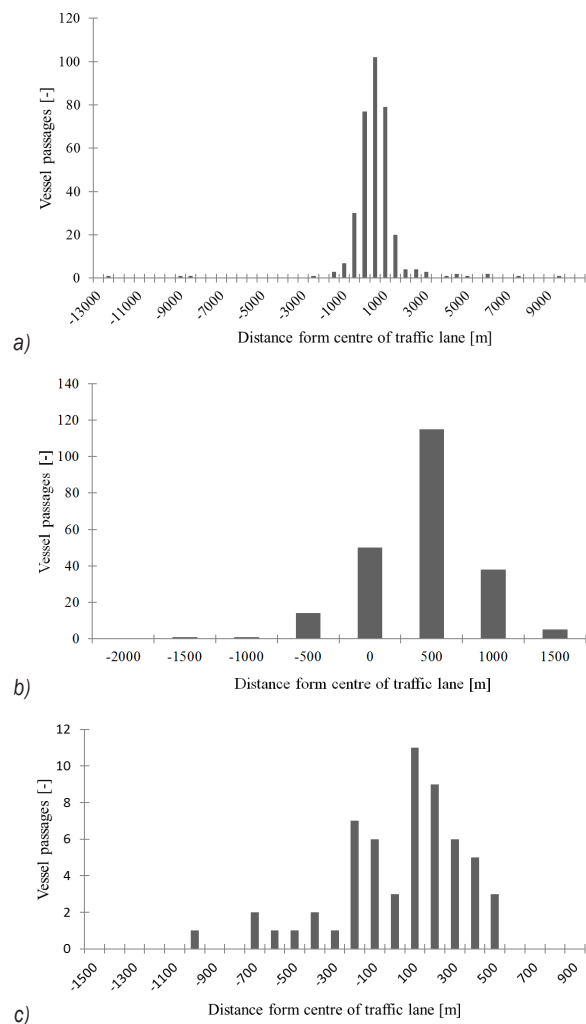 120
100
80
60
40
20
0
Vessel passages [-]
-13000 -11000 -9000 -7000 -5000 -3000 -1000 1000 3000 5000 7000 9000
Distance form centre of traffic lane [m]
a)
140
120
100
80
60
40
20
0
Vessel passages [-]
-2000 -1500 -1000 -500 0 500 1000 1500
Distance form centre of traffic lane [m]
b)
12
10
8
6
4
2
0
Vessel passages [-]
-1500 -1300 -900 -700 -500 -300 -100 100 300 500 700 900
Distance form centre of traffic lane [m]
c)